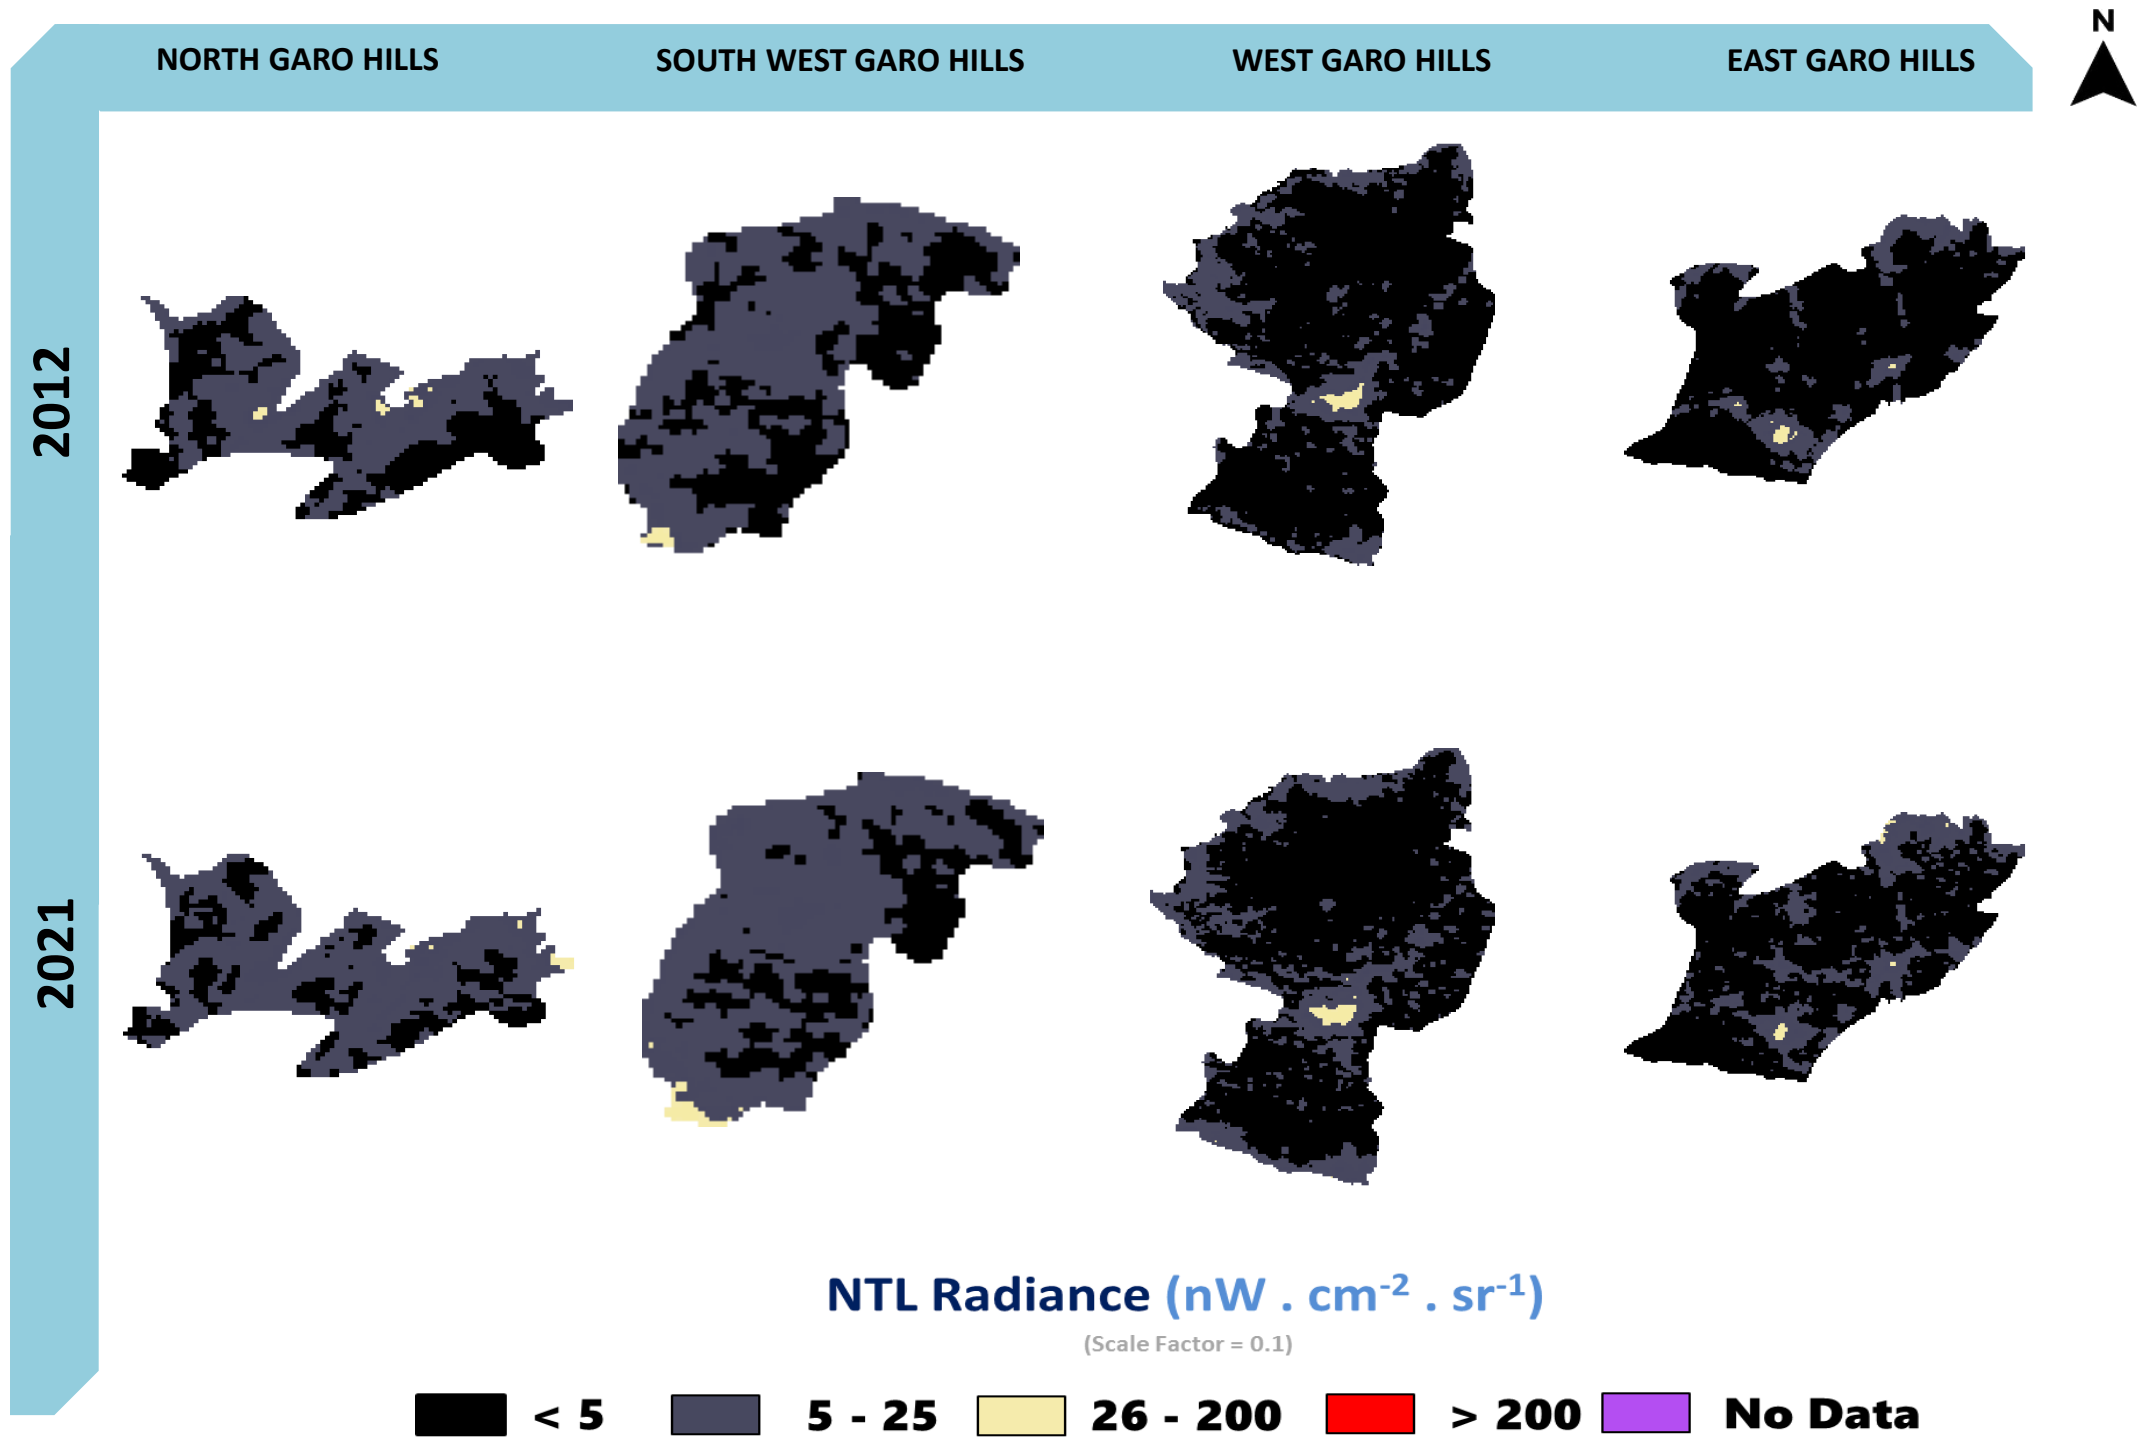 N
NORTH GARO HILLS
SOUTH WEST GARO HILLS
WEST GARO HILLS
EAST GARO HILLS
2012
2021
NTL Radiance (nW . cm⁻² . sr⁻¹)
(Scale Factor = 0.1)
< 5
5 - 25
26 - 200
> 200
No Data